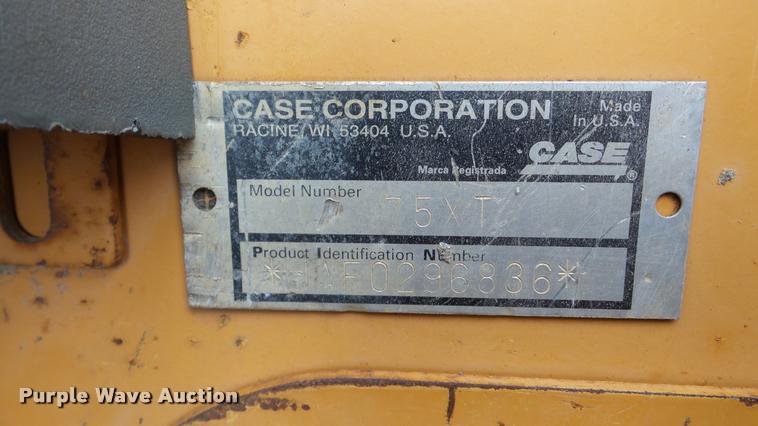 CASE CORPORATION
RACINE, WI 53404 U.S.A.
Made
In U.S.A.
CASE
®
Marca Registrada
Model Number
75XT
Product Identification Number
*JAF0296836*
Purple Wave Auction